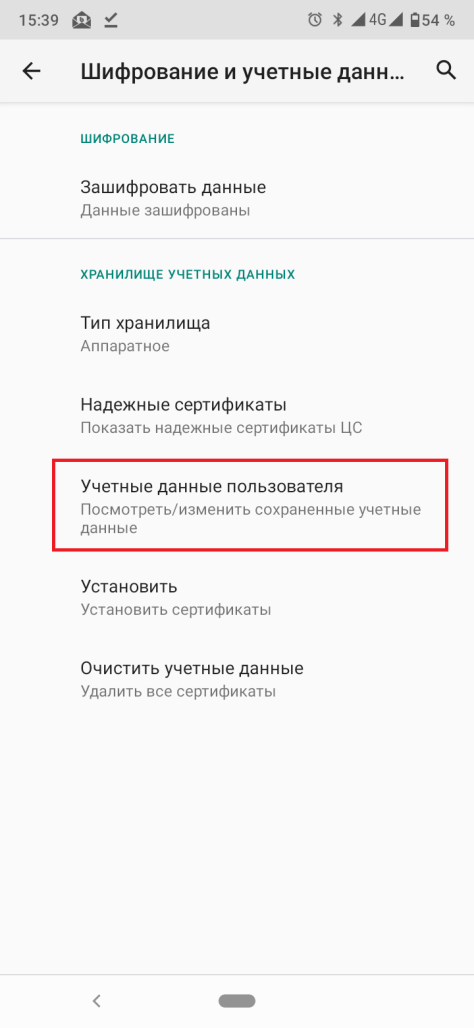 15:39 4G 54 %
Шифрование и учетные данн...
ШИФРОВАНИЕ
Зашифровать данные
Данные зашифрованы
ХРАНИЛИЩЕ УЧЕТНЫХ ДАННЫХ
Тип хранилища
Аппаратное
Надежные сертификаты
Показать надежные сертификаты ЦС
Учетные данные пользователя
Посмотреть/изменить сохраненные учетные
данные
Установить
Установить сертификаты
Очистить учетные данные
Удалить все сертификаты